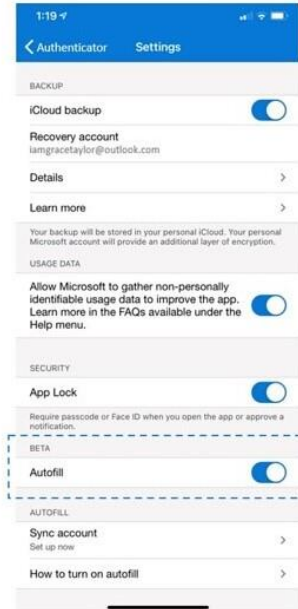 1:19
Authenticator Settings
BACKUP
iCloud backup
Recovery account
iamgracetaylor@outlook.com
Details
Learn more
Your backup will be stored in your personal iCloud. Your personal
Microsoft account will provide an additional layer of encryption.
USAGE DATA
Allow Microsoft to gather non-personally
identifiable usage data to improve the app.
Learn more in the FAQs available under the
Help menu.
SECURITY
App Lock
Require passcode or Face ID when you open the app or approve a
notification.
BETA
Autofill
AUTOFILL
Sync account
Set up now
How to turn on autofill